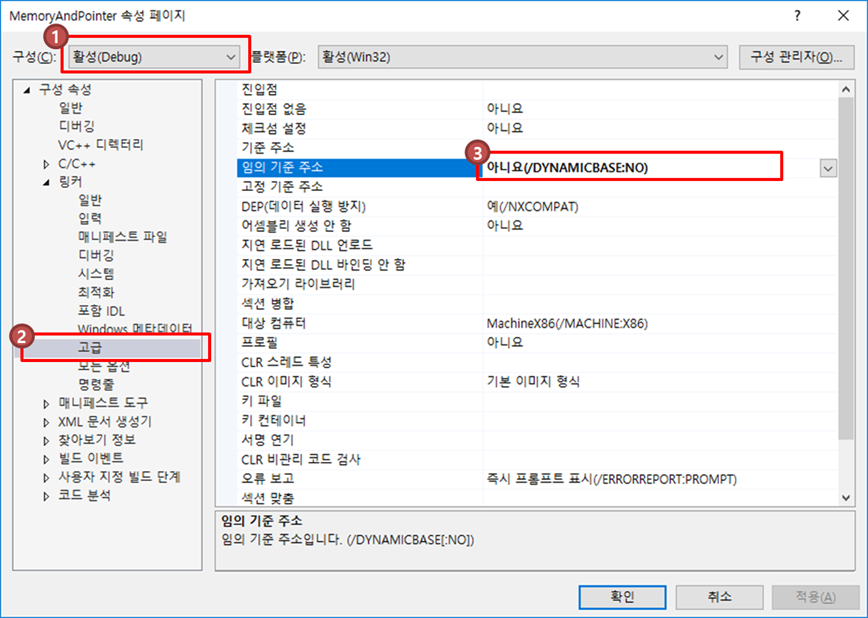 MemoryAndPointer 속성 페이지 ?
1
구성(C): 활성(Debug) 플랫폼(P): 활성(Win32) 구성 관리자(O)...
구성 속성
일반
디버깅
VC++ 디렉터리
C/C++
링커
일반
입력
매니페스트 파일
디버깅
시스템
최적화
포함 IDL
Windows 메타데이터
2
고급
모든 옵션
명령줄
매니페스트 도구
XML 문서 생성기
찾아보기 정보
빌드 이벤트
사용자 지정 빌드 단계
코드 분석
진입점
진입점 없음 아니요
체크섬 설정 아니요
기준 주소
3
임의 기준 주소 아니요(/DYNAMICBASE:NO)
고정 기준 주소
DEP(데이터 실행 방지) 예(/NXCOMPAT)
어셈블리 생성 안 함 아니요
지연 로드된 DLL 언로드
지연 로드된 DLL 바인딩 안 함
가져오기 라이브러리
섹션 병합
대상 컴퓨터 MachineX86(/MACHINE:X86)
프로필 아니요
CLR 스레드 특성
CLR 이미지 형식 기본 이미지 형식
키 파일
키 컨테이너
서명 연기
CLR 비관리 코드 검사
오류 보고 즉시 프롬프트 표시(/ERRORREPORT:PROMPT)
섹션 맞춤
임의 기준 주소
임의 기준 주소입니다. (/DYNAMICBASE[:NO])
확인 취소 적용(A)